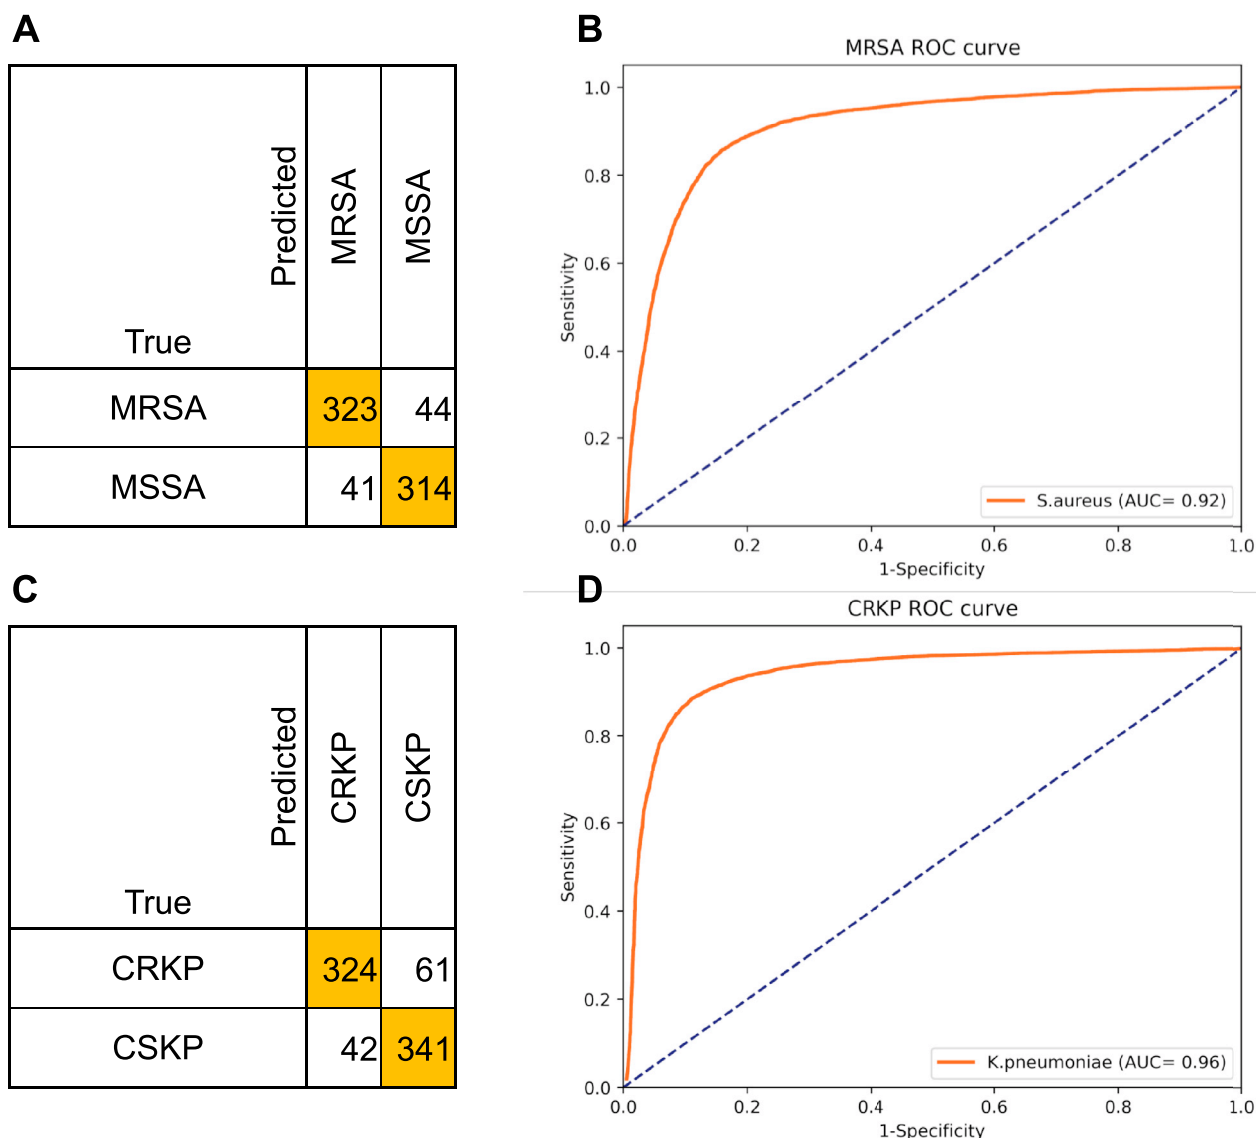 A
Predicted
MRSA
MSSA
True
MRSA 323 44
MSSA 41 314
B
MRSA ROC curve
Sensitivity
1.0
0.8
0.6
0.4
0.2
0.0
S.aureus (AUC= 0.92)
0.0 0.2 0.4 0.6 0.8 1.0
1-Specificity
C
Predicted
CRKP
CSKP
True
CRKP 324 61
CSKP 42 341
D
CRKP ROC curve
Sensitivity
1.0
0.8
0.6
0.4
0.2
0.0
K.pneumoniae (AUC= 0.96)
0.0 0.2 0.4 0.6 0.8 1.0
1-Specificity